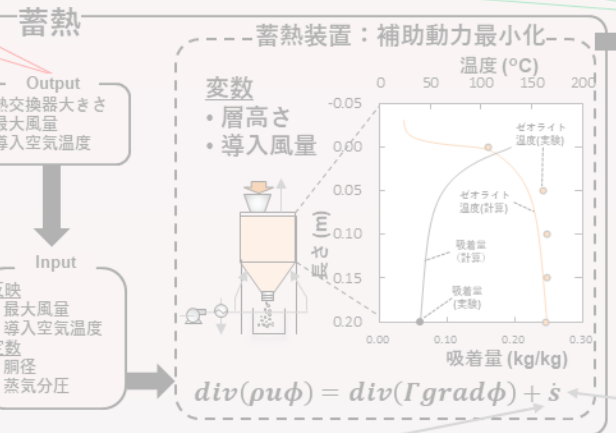 蓄熱
蓄熱装置：補助動力最小化
Output
熱交換器大きさ
最大風量
導入空気温度
Input
反映
最大風量
導入空気温度
変数
胴径
蒸気分圧
変数
• 層高さ
• 導入風量
温度 (°C)
0 50 100 150 200
-0.05
0.00
0.05
0.10
0.15
0.20
長さ (m)
ゼオライト
温度(実験)
ゼオライト
温度(計算)
吸着量
(計算)
吸着量
(実験)
0.00 0.10 0.20 0.30
吸着量 (kg/kg)
div(ρuϕ) = div(Γgradϕ) + ṡ